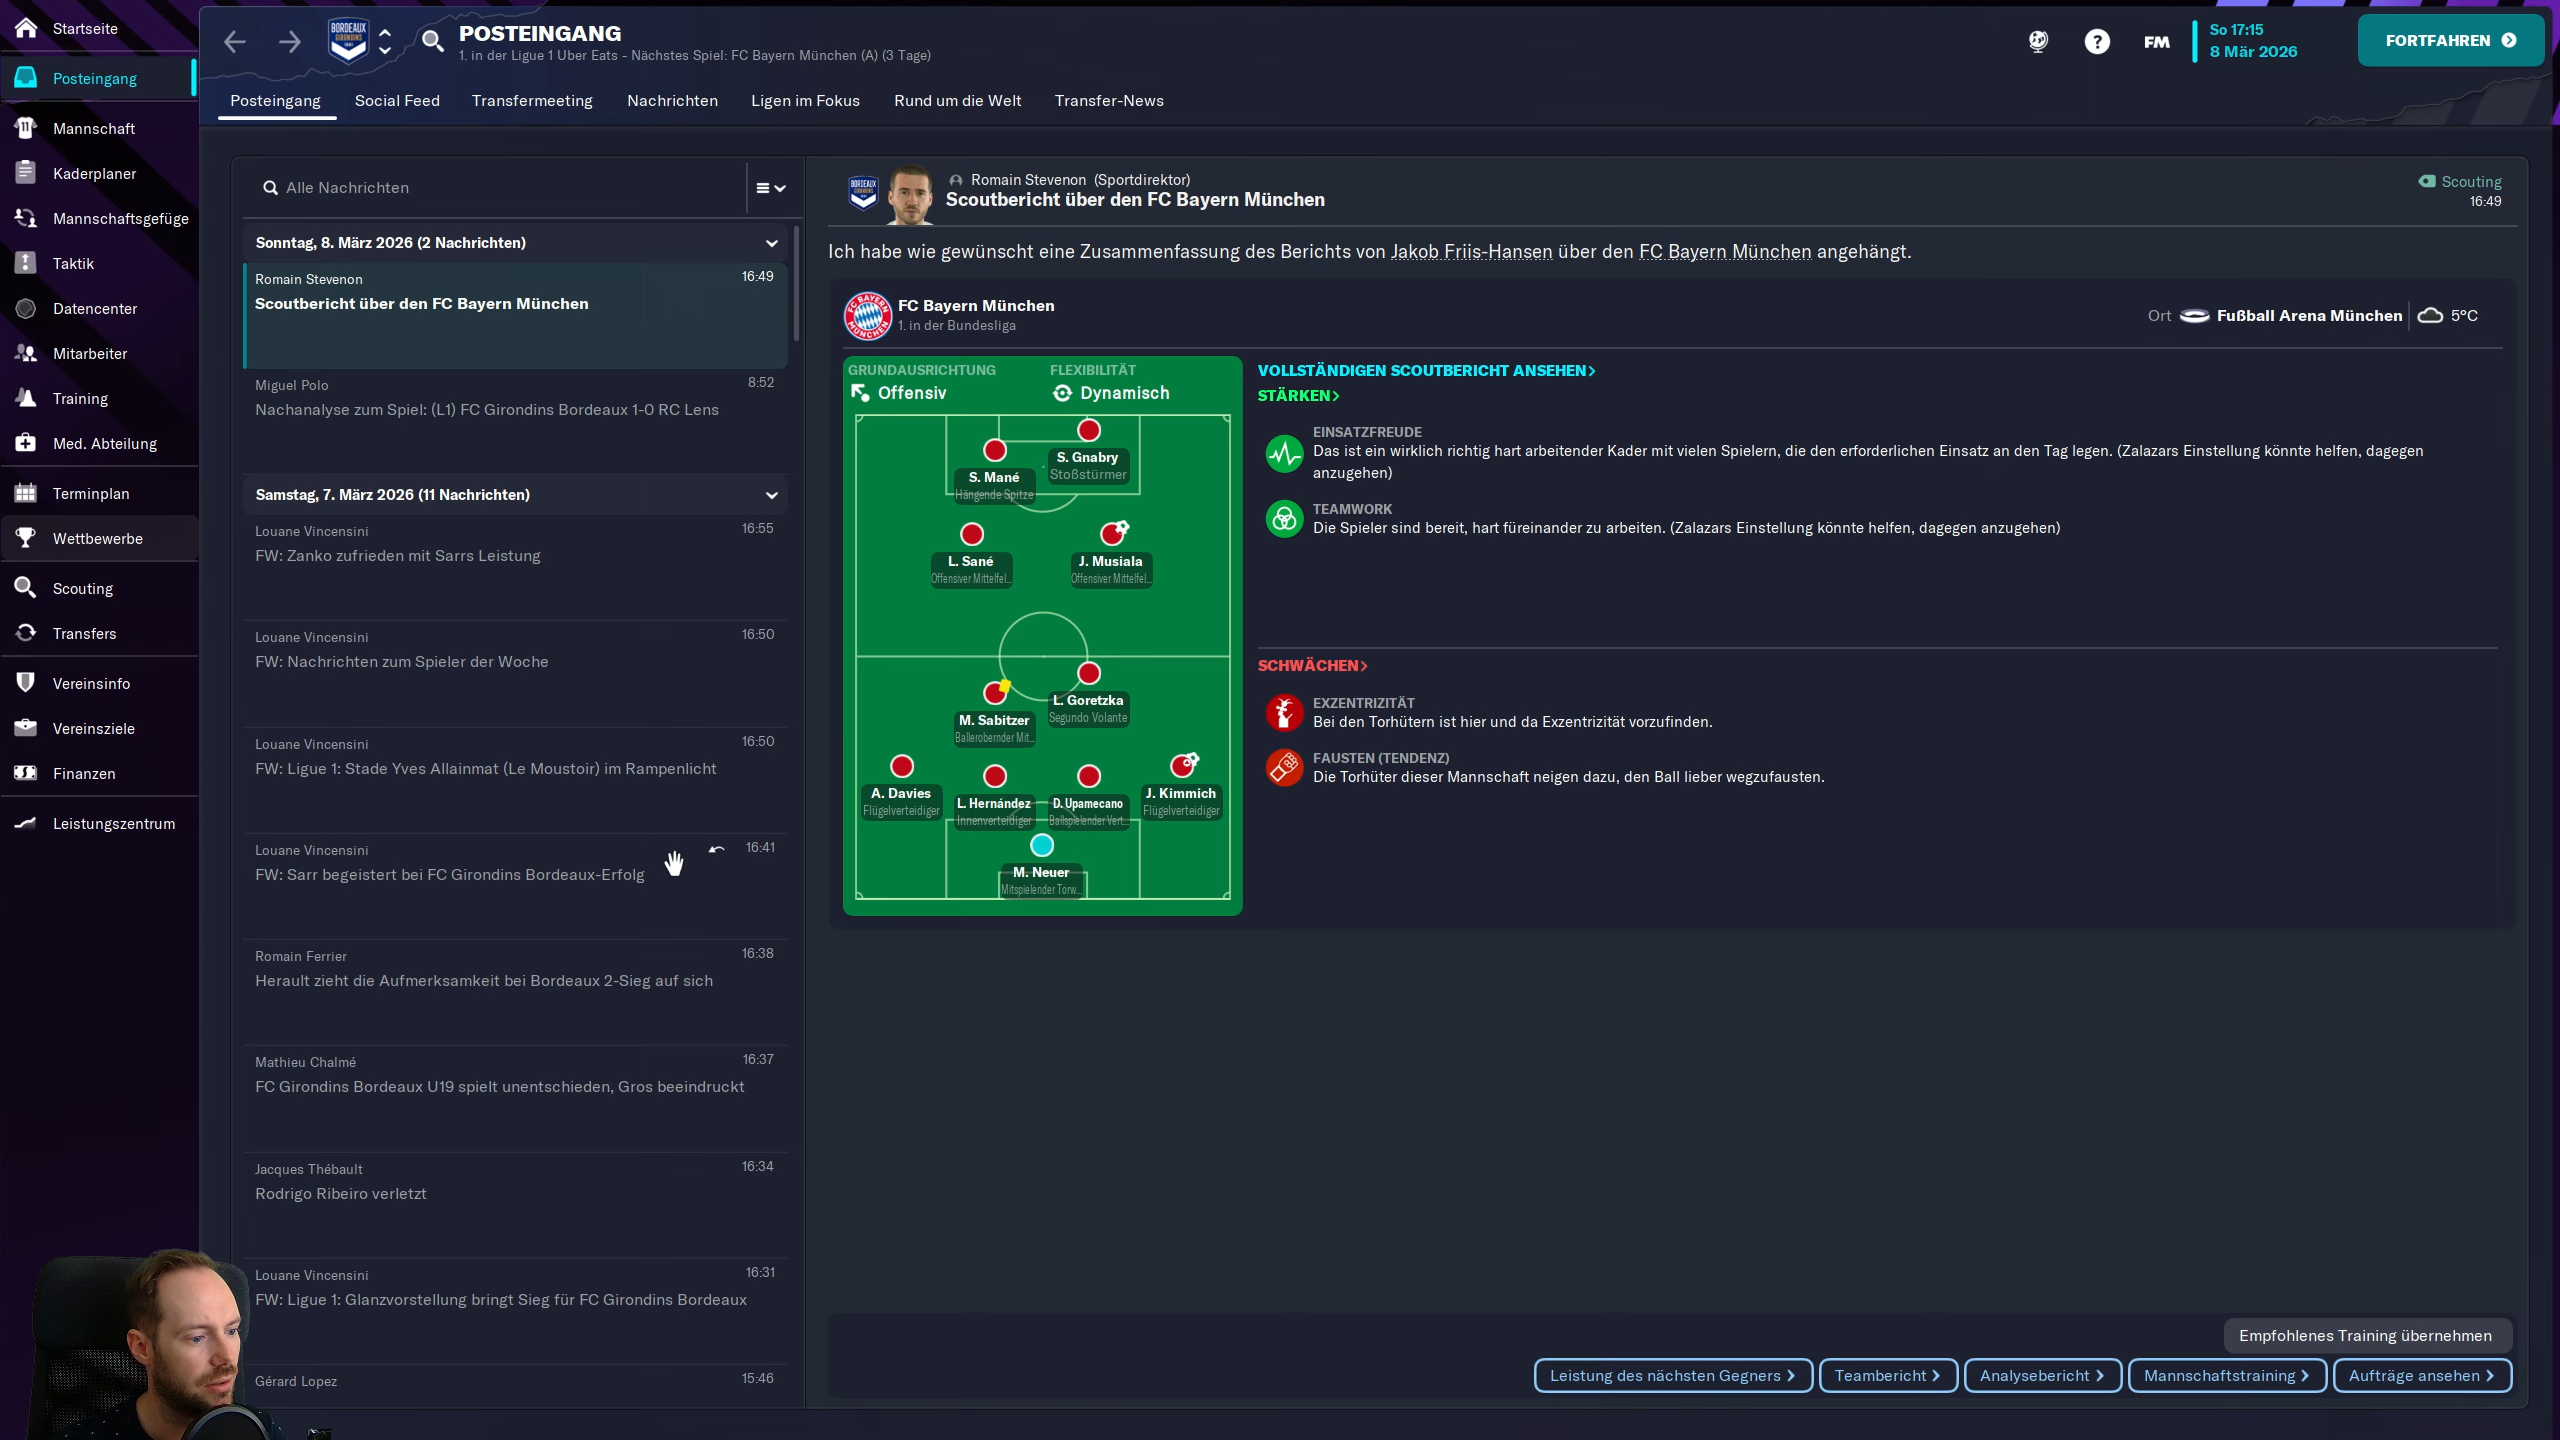 Startseite
Posteingang
Mannschaft
Kaderplaner
Mannschaftsgefüge
Taktik
Datencenter
Mitarbeiter
Training
Med. Abteilung
Terminplan
Wettbewerbe
Scouting
Transfers
Vereinsinfo
Vereinsziele
Finanzen
Leistungszentrum
BORDEAUX
GIRONDINS
POSTEINGANG
1. in der Ligue 1 Uber Eats - Nächstes Spiel: FC Bayern München (A) (3 Tage)
FM
So 17:15
8 Mär 2026
FORTFAHREN
Posteingang Social Feed Transfermeeting Nachrichten Ligen im Fokus Rund um die Welt Transfer-News
Alle Nachrichten
Sonntag, 8. März 2026 (2 Nachrichten)
Romain Stevenon 16:49
Scoutbericht über den FC Bayern München
Miguel Polo 8:52
Nachanalyse zum Spiel: (L1) FC Girondins Bordeaux 1-0 RC Lens
Samstag, 7. März 2026 (11 Nachrichten)
Louane Vincensini 16:55
FW: Zanko zufrieden mit Sarrs Leistung
Louane Vincensini 16:50
FW: Nachrichten zum Spieler der Woche
Louane Vincensini 16:50
FW: Ligue 1: Stade Yves Allainmat (Le Moustoir) im Rampenlicht
Louane Vincensini 16:41
FW: Sarr begeistert bei FC Girondins Bordeaux-Erfolg
Romain Ferrier 16:38
Herault zieht die Aufmerksamkeit bei Bordeaux 2-Sieg auf sich
Mathieu Chalmé 16:37
FC Girondins Bordeaux U19 spielt unentschieden, Gros beeindruckt
Jacques Thébault 16:34
Rodrigo Ribeiro verletzt
Louane Vincensini 16:31
FW: Ligue 1: Glanzvorstellung bringt Sieg für FC Girondins Bordeaux
Gérard Lopez 15:46
BORDEAUX
Romain Stevenon (Sportdirektor)
Scoutbericht über den FC Bayern München
Scouting
16:49
Ich habe wie gewünscht eine Zusammenfassung des Berichts von Jakob Friis-Hansen über den FC Bayern München angehängt.
FC Bayern München
1. in der Bundesliga
Ort Fußball Arena München 5°C
GRUNDAUSRICHTUNG FLEXIBILITÄT
Offensiv Dynamisch
S. Gnabry
Stoßstürmer
S. Mané
Hängende Spitze
L. Sané
Offensiver Mittelfel...
J. Musiala
Offensiver Mittelfel...
L. Goretzka
Segundo Volante
M. Sabitzer
Ballerobernder Mit...
A. Davies
Flügelverteidiger
L. Hernández
Innenverteidiger
D. Upamecano
Ballspielender Vert...
J. Kimmich
Flügelverteidiger
M. Neuer
Mitspielender Torw...
VOLLSTÄNDIGEN SCOUTBERICHT ANSEHEN>
STÄRKEN>
EINSATZFREUDE
Das ist ein wirklich richtig hart arbeitender Kader mit vielen Spielern, die den erforderlichen Einsatz an den Tag legen. (Zalazars Einstellung könnte helfen, dagegen
anzugehen)
TEAMWORK
Die Spieler sind bereit, hart füreinander zu arbeiten. (Zalazars Einstellung könnte helfen, dagegen anzugehen)
SCHWÄCHEN>
EXZENTRIZITÄT
Bei den Torhütern ist hier und da Exzentrizität vorzufinden.
FAUSTEN (TENDENZ)
Die Torhüter dieser Mannschaft neigen dazu, den Ball lieber wegzufausten.
Empfohlenes Training übernehmen
Leistung des nächsten Gegners > Teambericht > Analysebericht > Mannschaftstraining > Aufträge ansehen >